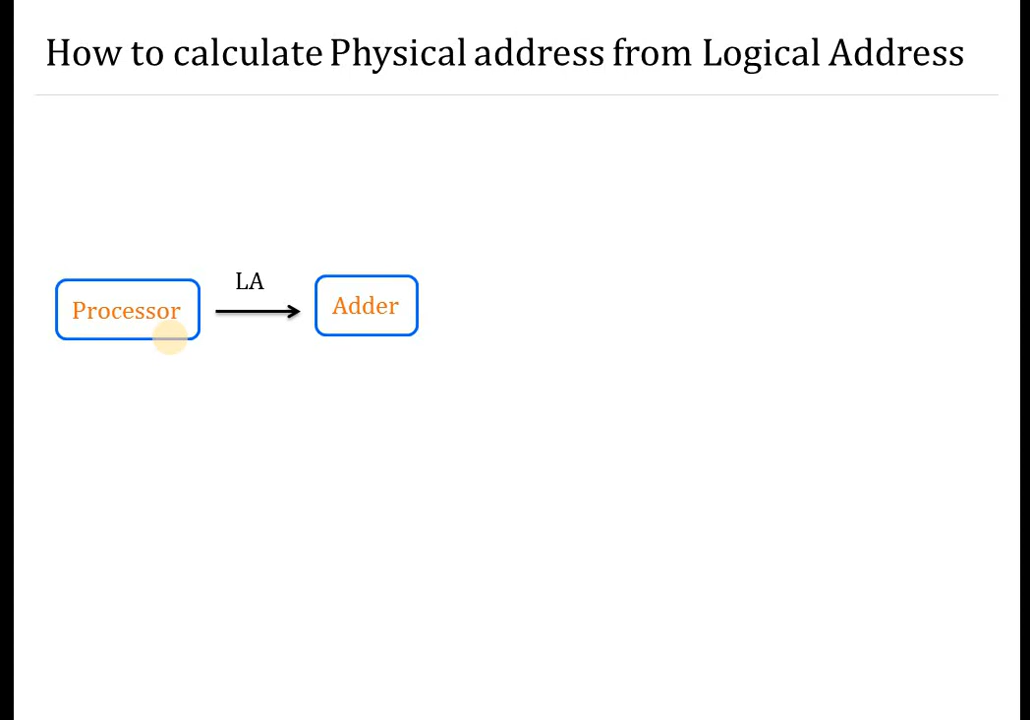 How to calculate Physical address from Logical Address
LA
Processor
Adder